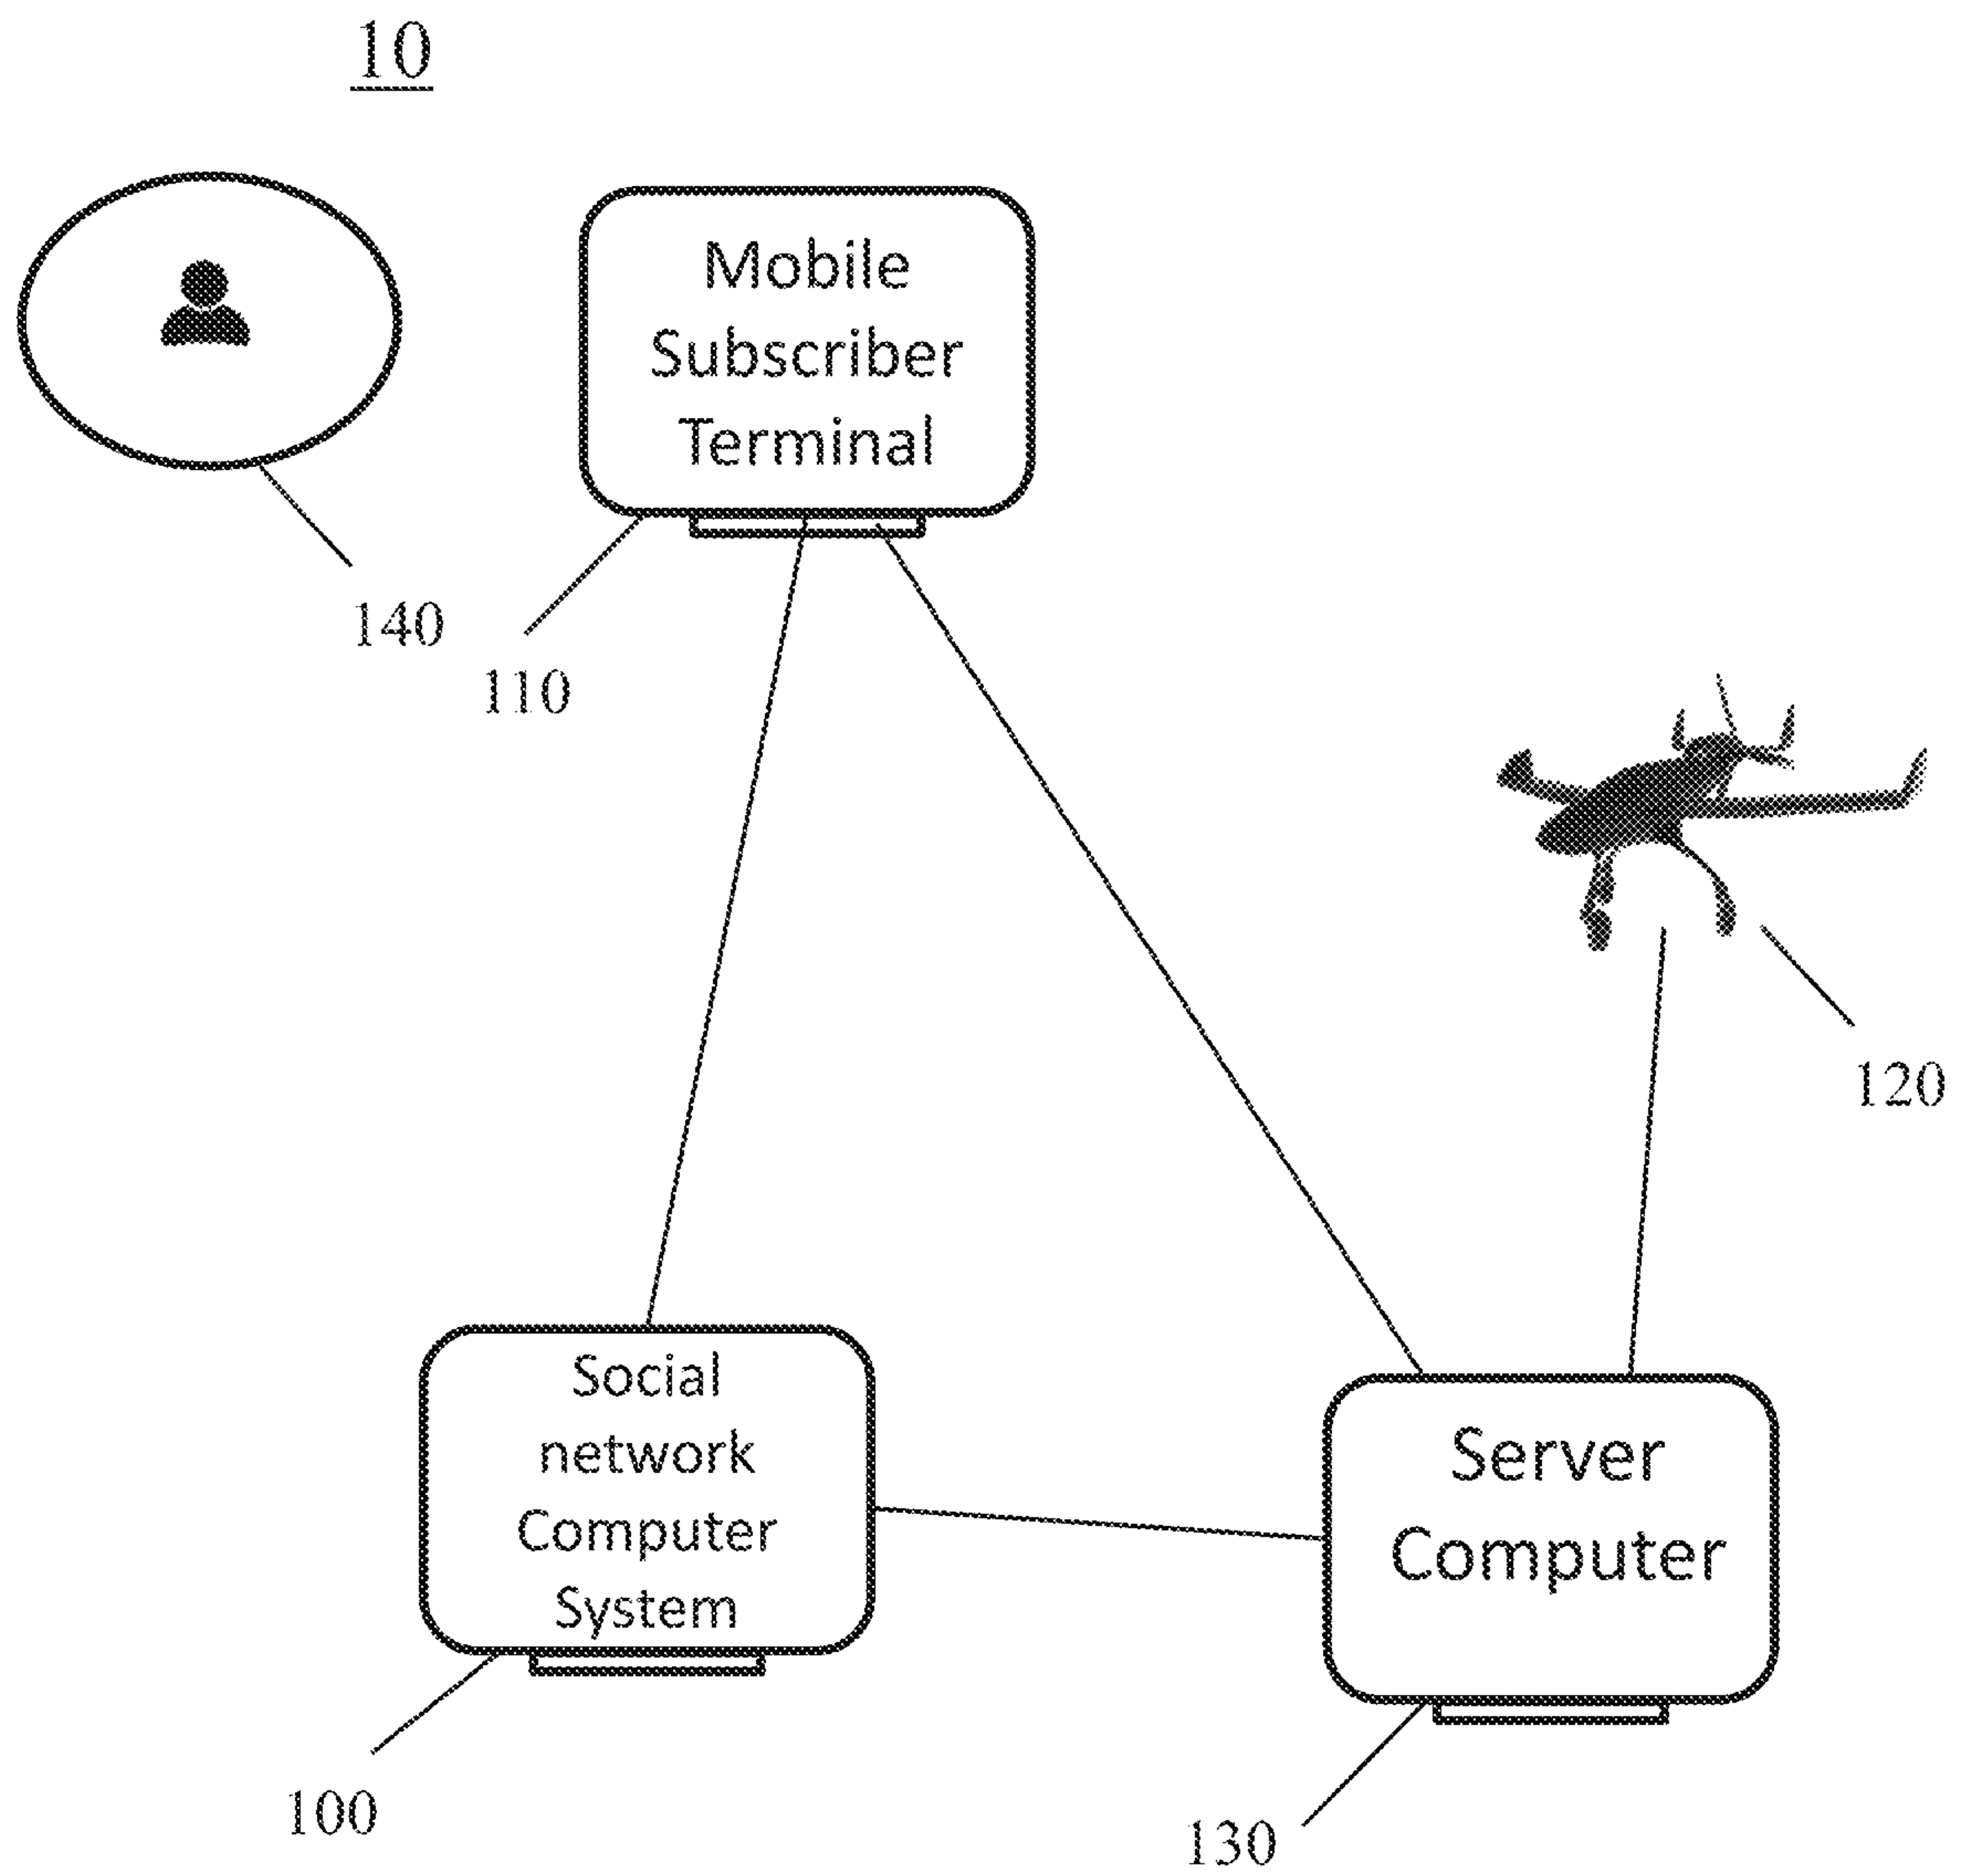 10
Mobile
Subscriber
Terminal
140
110
120
Social
network
Computer
System
Server
Computer
100
130